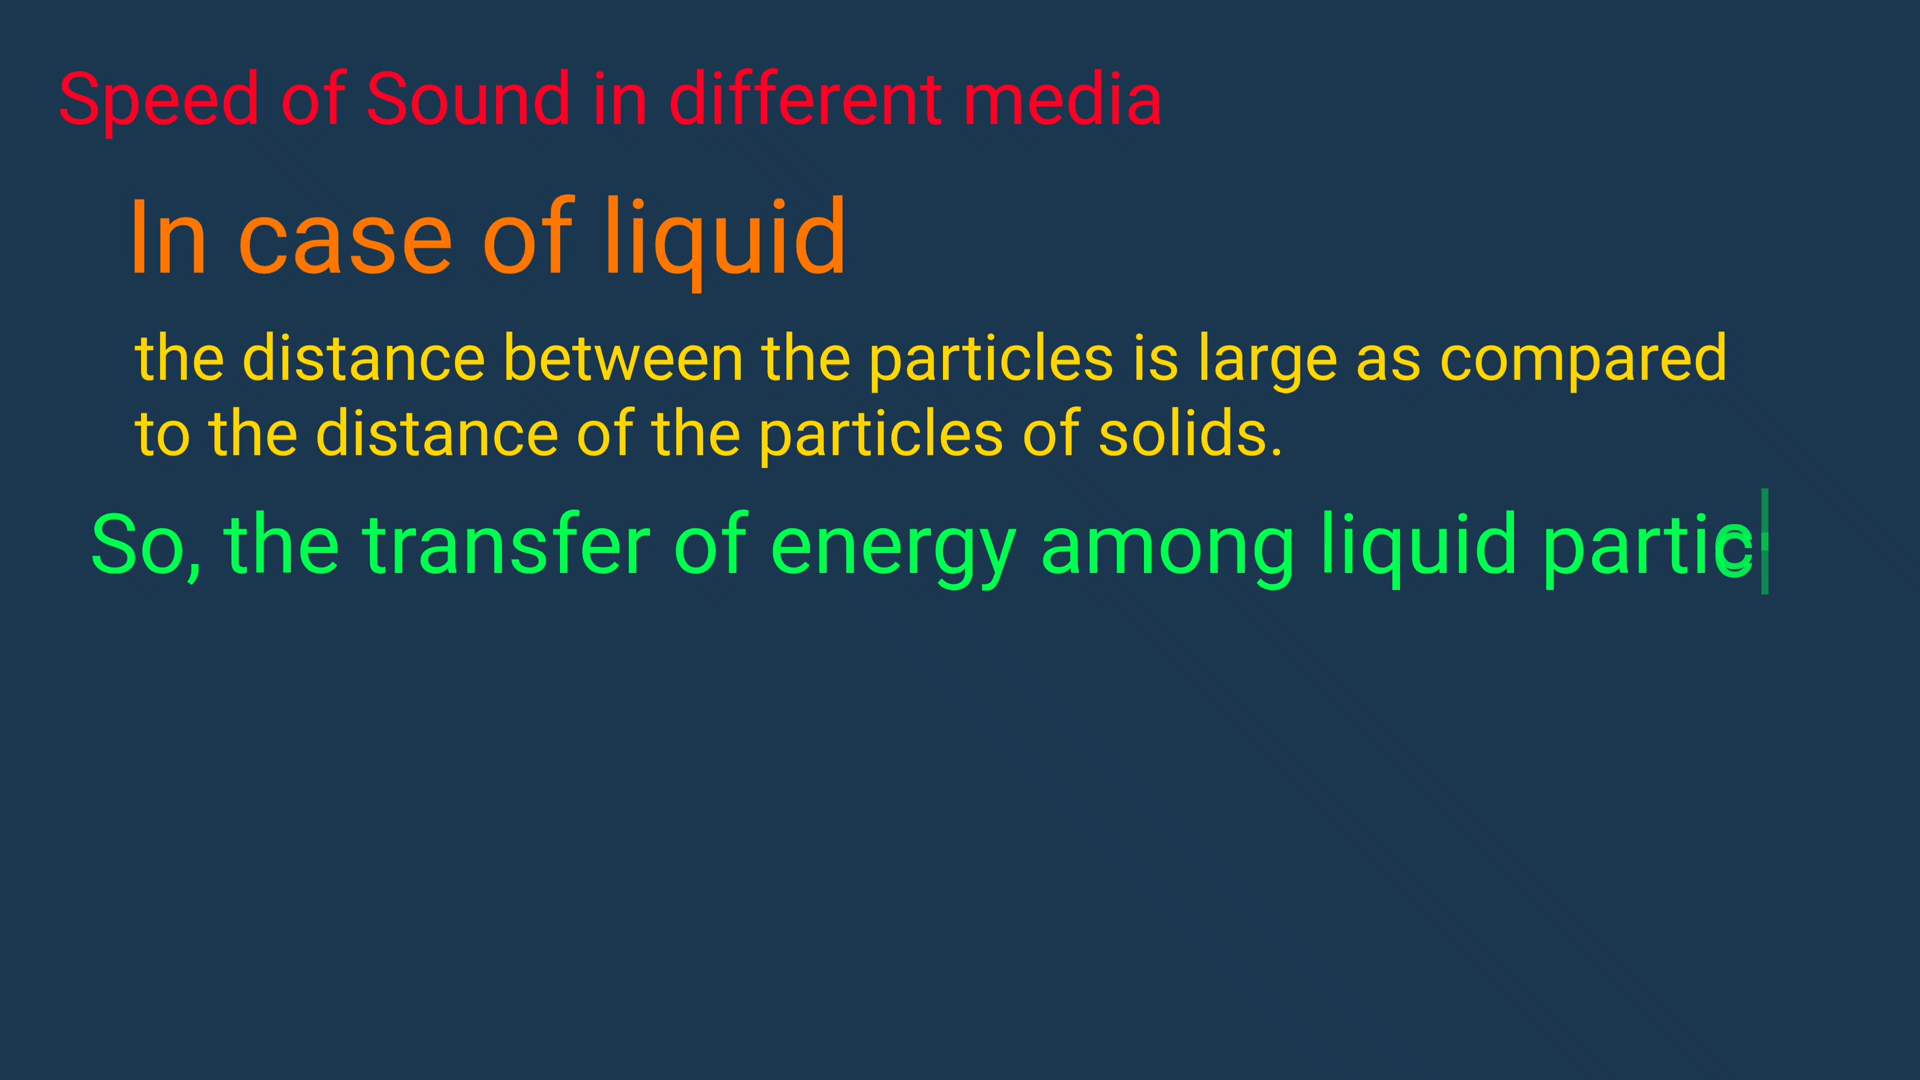 Speed of Sound in different media
In case of liquid
the distance between the particles is large as compared
to the distance of the particles of solids.
So, the transfer of energy among liquid partic